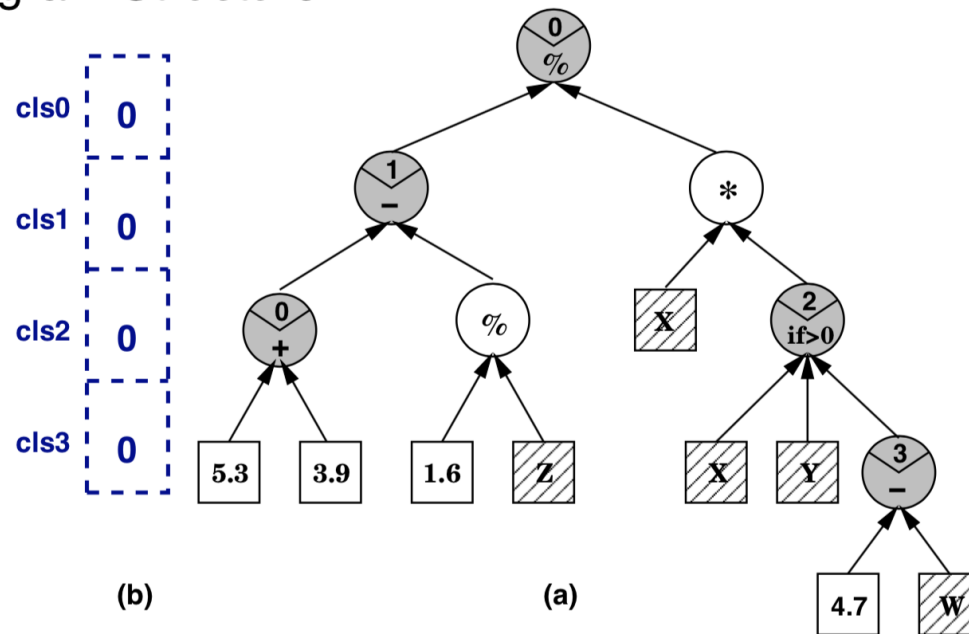 0
%
cls0 0
1
−
*
cls1 0
0
+
%
X
2
if>0
cls2 0
cls3 0
5.3 3.9 1.6 Z X Y
3
−
4.7 W
(b) (a)